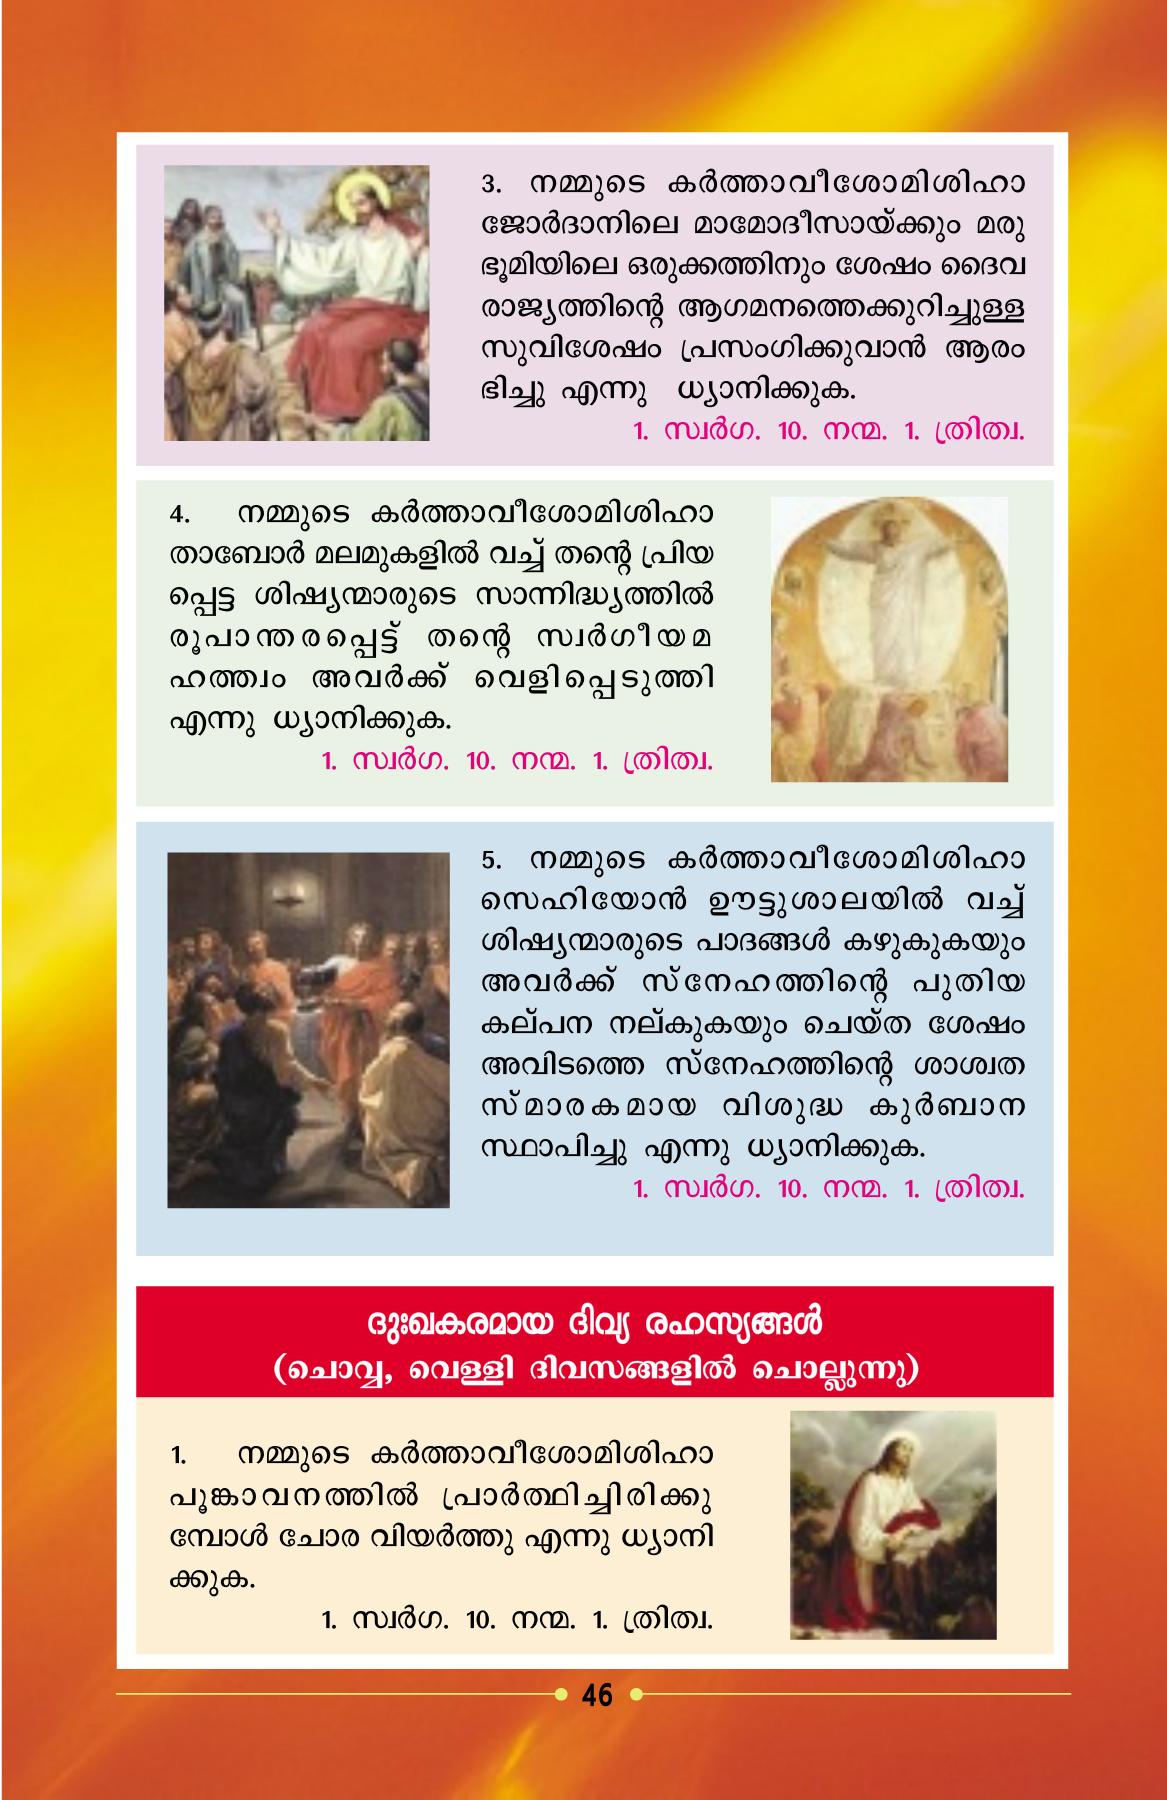 3. നമ്മുടെ കർത്താവീശോമിശിഹാ
ജോർദാനിലെ മാമോദീസായ്ക്കും മരു
ഭൂമിയിലെ ഒരുക്കത്തിനും ശേഷം ദൈവ
രാജ്യത്തിന്റെ ആഗമനത്തെക്കുറിച്ചുള്ള
സുവിശേഷം പ്രസംഗിക്കുവാൻ ആരം
ഭിച്ചു എന്നു ധ്യാനിക്കുക.
1. സ്വർഗ. 10. നന്മ. 1. ത്രിത്വ.
4. നമ്മുടെ കർത്താവീശോമിശിഹാ
താബോർ മലമുകളിൽ വച്ച് തന്റെ പ്രിയ
പ്പെട്ട ശിഷ്യന്മാരുടെ സാന്നിദ്ധ്യത്തിൽ
രൂപാന്തരപ്പെട്ട് തന്റെ സ്വർഗീയമ
ഹത്ത്വം അവർക്ക് വെളിപ്പെടുത്തി
എന്നു ധ്യാനിക്കുക.
1. സ്വർഗ. 10. നന്മ. 1. ത്രിത്വ.
5. നമ്മുടെ കർത്താവീശോമിശിഹാ
സെഹിയോൻ ഊട്ടുശാലയിൽ വച്ച്
ശിഷ്യന്മാരുടെ പാദങ്ങൾ കഴുകുകയും
അവർക്ക് സ്നേഹത്തിന്റെ പുതിയ
കല്പന നല്കുകയും ചെയ്ത ശേഷം
അവിടത്തെ സ്നേഹത്തിന്റെ ശാശ്വത
സ്മാരകമായ വിശുദ്ധ കുർബാന
സ്ഥാപിച്ചു എന്നു ധ്യാനിക്കുക.
1. സ്വർഗ. 10. നന്മ. 1. ത്രിത്വ.
ദുഃഖകരമായ ദിവ്യ രഹസ്യങ്ങൾ
(ചൊവ്വ, വെള്ളി ദിവസങ്ങളിൽ ചൊല്ലുന്നു)
1. നമ്മുടെ കർത്താവീശോമിശിഹാ
പൂങ്കാവനത്തിൽ പ്രാർത്ഥിച്ചിരിക്കു
മ്പോൾ ചോര വിയർത്തു എന്നു ധ്യാനി
ക്കുക.
1. സ്വർഗ. 10. നന്മ. 1. ത്രിത്വ.
46